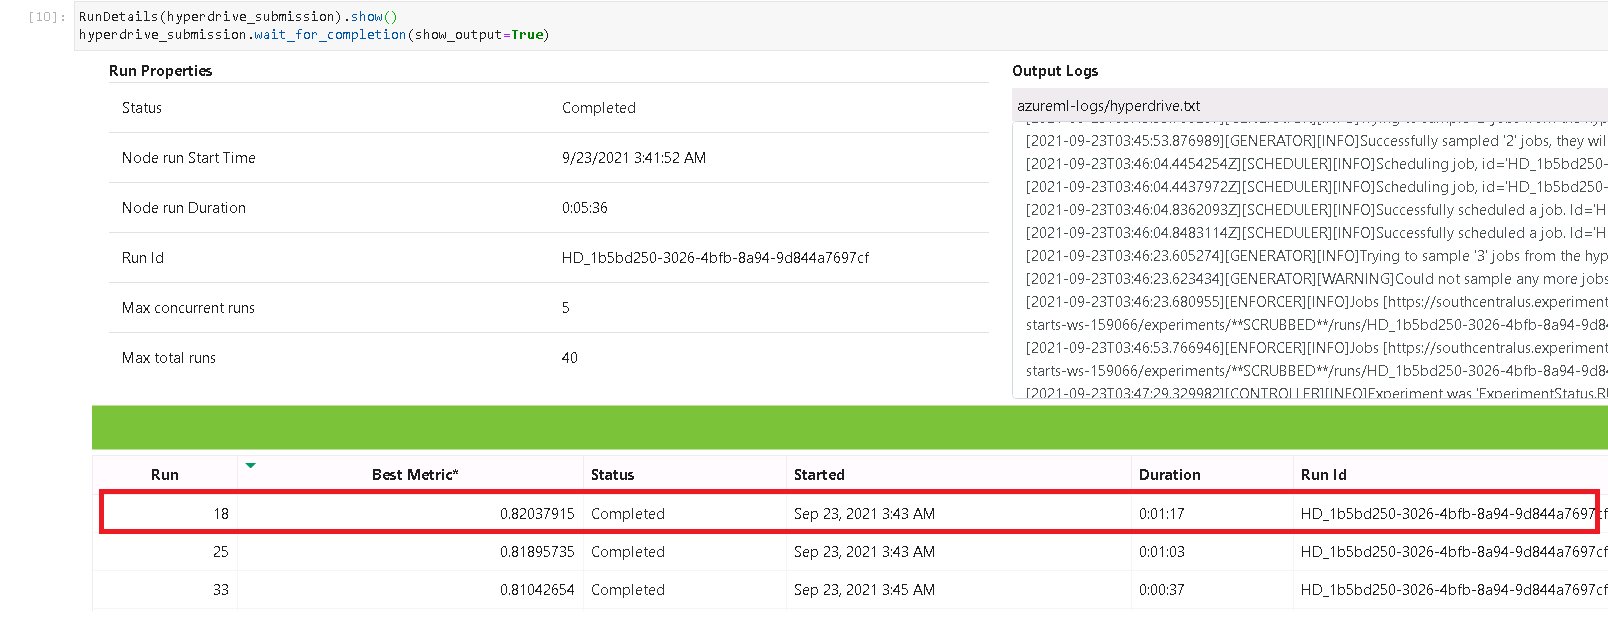 [10]:
RunDetails(hyperdrive_submission).show()
hyperdrive_submission.wait_for_completion(show_output=True)
Run Properties
Status Completed
Node run Start Time 9/23/2021 3:41:52 AM
Node run Duration 0:05:36
Run Id HD_1b5bd250-3026-4bfb-8a94-9d844a7697cf
Max concurrent runs 5
Max total runs 40
Output Logs
azureml-logs/hyperdrive.txt
[2021-09-23T03:45:53.876989][GENERATOR][INFO]Successfully sampled '2' jobs, they wil
[2021-09-23T03:46:04.4454254Z][SCHEDULER][INFO]Scheduling job, id='HD_1b5bd250-
[2021-09-23T03:46:04.4437972Z][SCHEDULER][INFO]Scheduling job, id='HD_1b5bd250-
[2021-09-23T03:46:04.8362093Z][SCHEDULER][INFO]Successfully scheduled a job. Id='H
[2021-09-23T03:46:04.8483114Z][SCHEDULER][INFO]Successfully scheduled a job. Id='H
[2021-09-23T03:46:23.605274][GENERATOR][INFO]Trying to sample '3' jobs from the hyp
[2021-09-23T03:46:23.623434][GENERATOR][WARNING]Could not sample any more jobs
[2021-09-23T03:46:23.680955][ENFORCER][INFO]Jobs [https://southcentralus.experiment
starts-ws-159066/experiments/**SCRUBBED**/runs/HD_1b5bd250-3026-4bfb-8a94-9d84
[2021-09-23T03:46:53.766946][ENFORCER][INFO]Jobs [https://southcentralus.experiment
starts-ws-159066/experiments/**SCRUBBED**/runs/HD_1b5bd250-3026-4bfb-8a94-9d84
[2021-09-23T03:47:29.329982][CONTROLLER][INFO]Experiment was 'ExperimentStatus.RU
Run Best Metric* Status Started Duration Run Id
18 0.82037915 Completed Sep 23, 2021 3:43 AM 0:01:17 HD_1b5bd250-3026-4bfb-8a94-9d844a7697cf
25 0.81895735 Completed Sep 23, 2021 3:43 AM 0:01:03 HD_1b5bd250-3026-4bfb-8a94-9d844a7697cf
33 0.81042654 Completed Sep 23, 2021 3:45 AM 0:00:37 HD_1b5bd250-3026-4bfb-8a94-9d844a7697cf